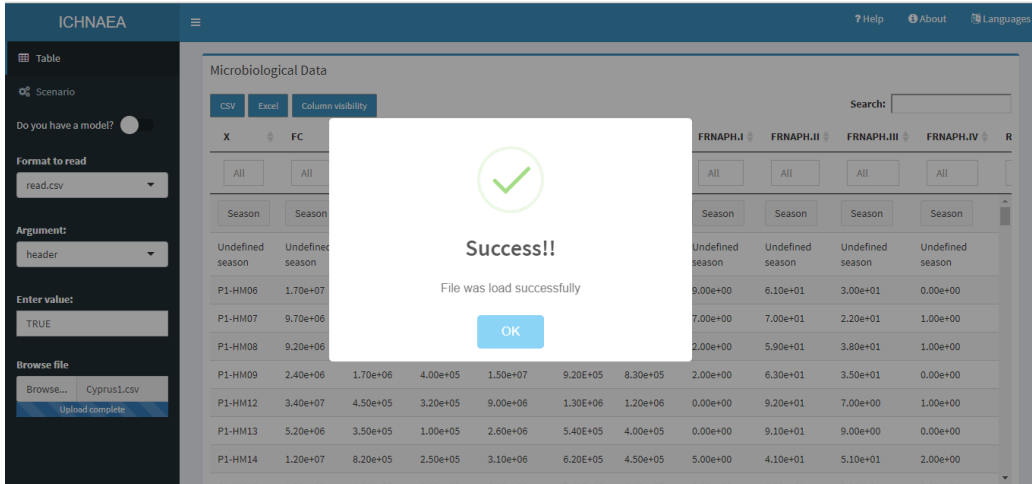 ICHNAEA
? Help
About
Languages
Table
Scenario
Do you have a model?
Format to read
read.csv
Argument:
header
Enter value:
TRUE
Browse file
Browse... Cyprus1.csv
Upload complete
Microbiological Data
CSV Excel Column visibility
Search:
X FC FRNAPH.I FRNAPH.II FRNAPH.III FRNAPH.IV R
All All All All All All
Season Season Season Season Season Season
Undefined season Undefined season Undefined season Undefined season Undefined season Undefined season
P1-HM06 1.70e+07 9.00e+00 6.10e+01 3.00e+01 0.00e+00
P1-HM07 9.70e+06 7.00e+00 7.00e+01 2.20e+01 1.00e+00
P1-HM08 9.20e+06 2.00e+00 5.90e+01 3.80e+01 1.00e+00
P1-HM09 2.40e+06 1.70e+06 4.00e+05 1.50e+07 9.20E+05 8.30e+05 2.00e+00 6.30e+01 3.50e+01 0.00e+00
P1-HM12 3.40e+07 4.50e+05 3.20e+05 9.00e+06 1.30E+06 1.20e+06 0.00e+00 9.20e+01 7.00e+00 1.00e+00
P1-HM13 5.20e+06 3.50e+05 1.00e+05 2.60e+06 5.40E+05 4.00e+05 0.00e+00 9.10e+01 9.00e+00 0.00e+00
P1-HM14 1.20e+07 8.20e+05 2.50e+05 3.10e+06 6.20E+05 4.50e+05 5.00e+00 4.10e+01 5.10e+01 2.00e+00
Success!!
File was load successfully
OK